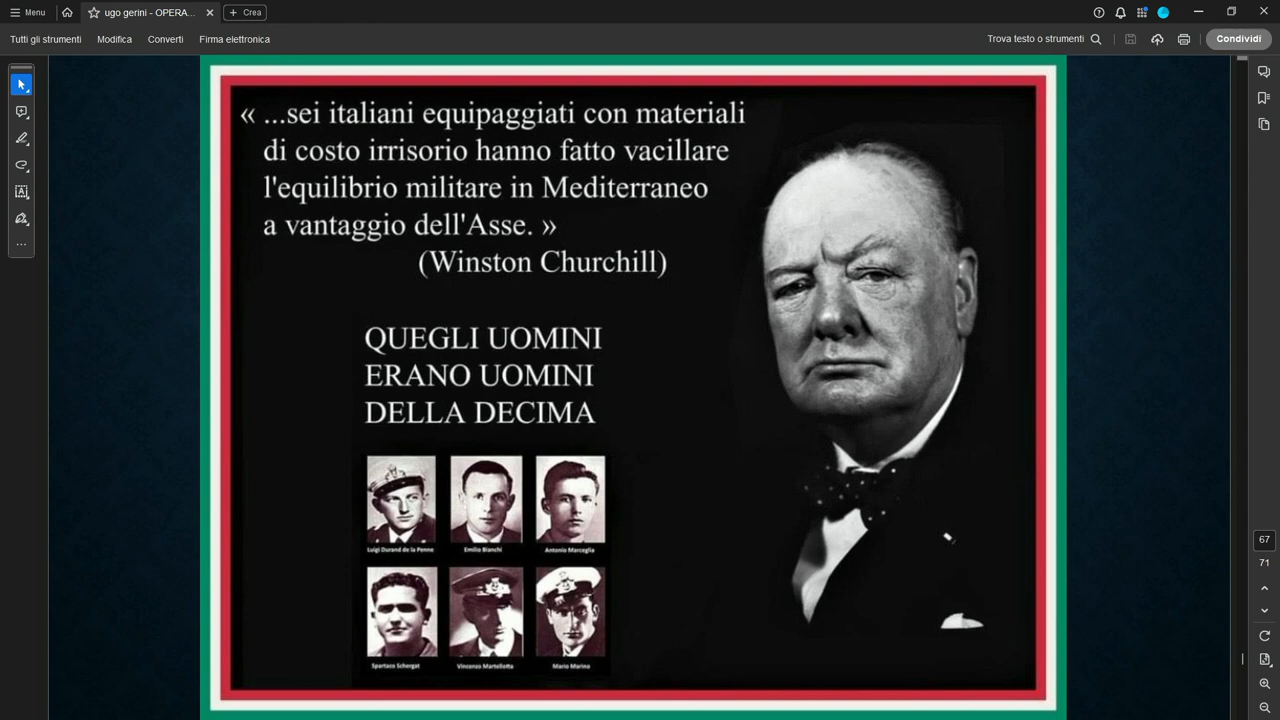 Menu
ugo gerini - OPERA...
Crea
Tutti gli strumenti
Modifica
Converti
Firma elettronica
Trova testo o strumenti
Condividi
« ...sei italiani equipaggiati con materiali
di costo irrisorio hanno fatto vacillare
l'equilibrio militare in Mediterraneo
a vantaggio dell'Asse. »
(Winston Churchill)
QUEGLI UOMINI
ERANO UOMINI
DELLA DECIMA
Luigi Durand de la Penne
Emilio Bianchi
Antonio Marceglia
Spartaco Schergat
Vincenzo Martellotta
Mario Marino
67
71